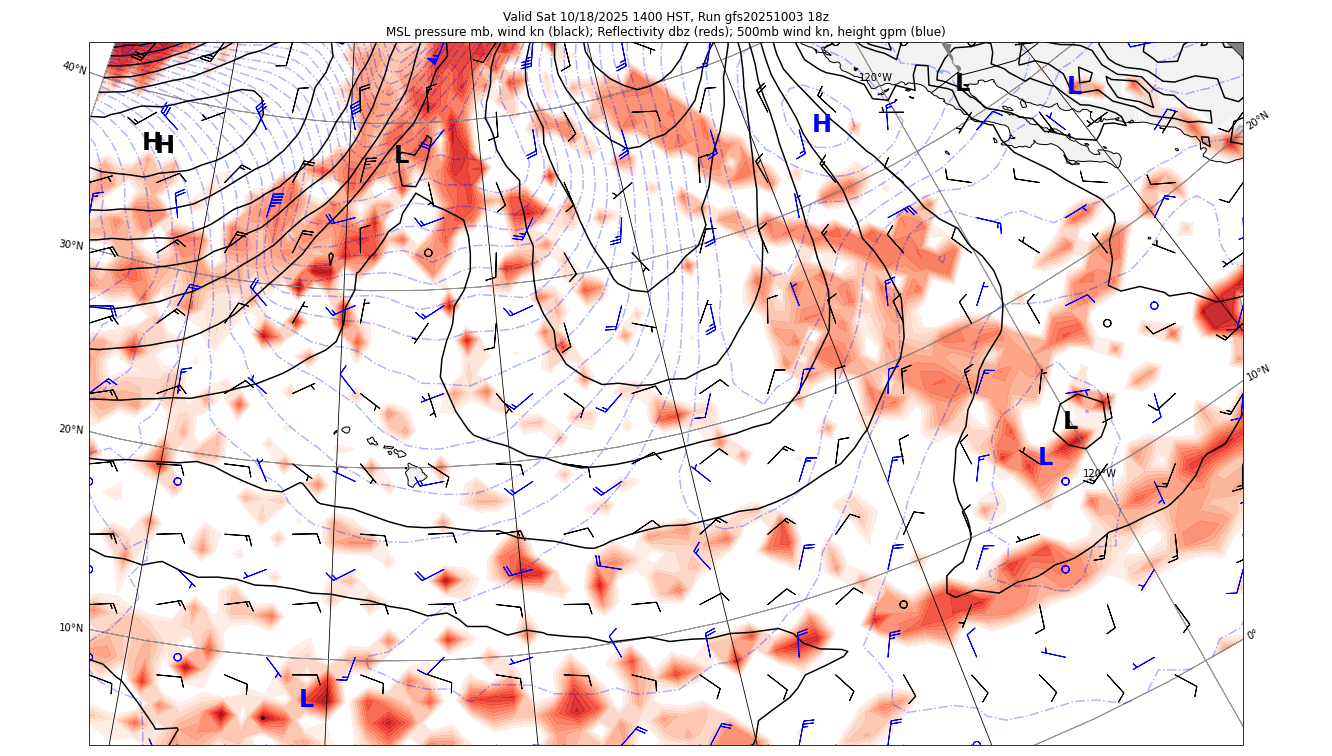 Valid Sat 10/18/2025 1400 HST, Run gfs20251003 18z
MSL pressure mb, wind kn (black); Reflectivity dbz (reds); 500mb wind kn, height gpm (blue)
40°N
120°W
L
L
20°N
H
H
H
L
30°N
10°N
20°N
L
L
120°W
10°N
0°
L